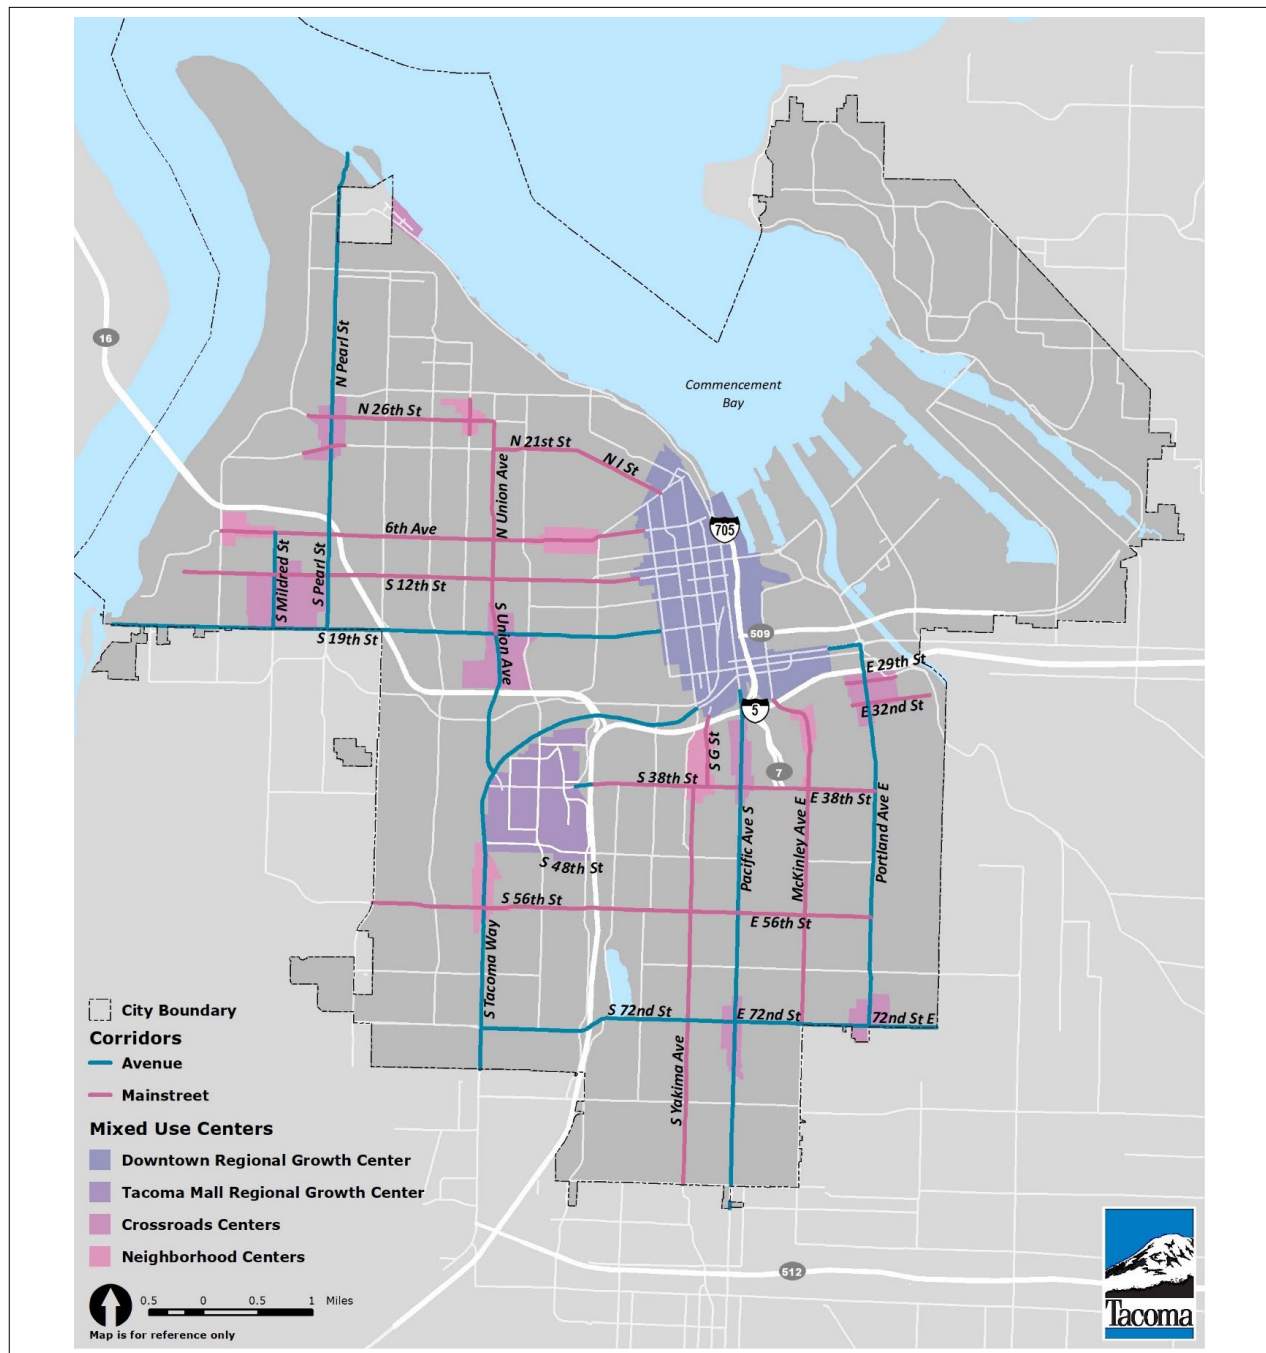 Commencement
Bay
16
N Pearl St
N 26th St
N 21st St
N I St
N Union Ave
6th Ave
705
S Mildred St
S Pearl St
S 12th St
S Union Ave
S 19th St
509
E 29th St
E 32nd St
5
S G St
7
S 38th St
E 38th St
Pacific Ave S
McKinley Ave E
Portland Ave E
S 48th St
S 56th St
E 56th St
S Tacoma Way
S 72nd St
E 72nd St
72nd St E
S Yakima Ave
512
City Boundary
Corridors
Avenue
Mainstreet
Mixed Use Centers
Downtown Regional Growth Center
Tacoma Mall Regional Growth Center
Crossroads Centers
Neighborhood Centers
0.5 0 0.5 1 Miles
Map is for reference only
Tacoma